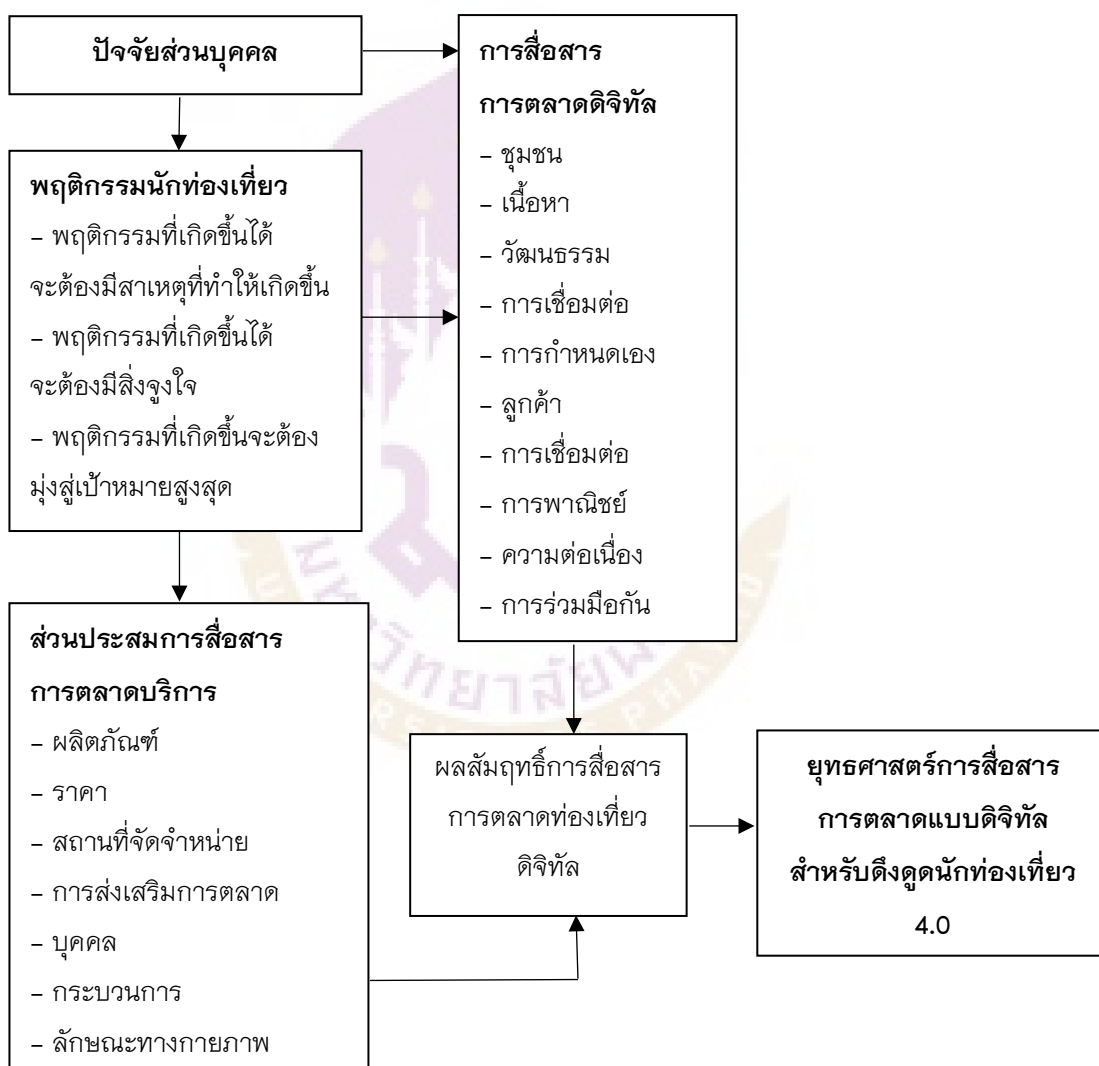 ปัจจัยส่วนบุคคล
การสื่อสาร
การตลาดดิจิทัล
– ชุมชน
– เนื้อหา
– วัฒนธรรม
– การเชื่อมต่อ
– การกำหนดเอง
– ลูกค้า
– การเชื่อมต่อ
– การพาณิชย์
– ความต่อเนื่อง
– การร่วมมือกัน
พฤติกรรมนักท่องเที่ยว
– พฤติกรรมที่เกิดขึ้นได้
จะต้องมีสาเหตุที่ทำให้เกิดขึ้น
– พฤติกรรมที่เกิดขึ้นได้
จะต้องมีสิ่งจูงใจ
– พฤติกรรมที่เกิดขึ้นจะต้อง
มุ่งสู่เป้าหมายสูงสุด
ส่วนประสมการสื่อสาร
การตลาดบริการ
– ผลิตภัณฑ์
– ราคา
– สถานที่จัดจำหน่าย
– การส่งเสริมการตลาด
– บุคคล
– กระบวนการ
– ลักษณะทางกายภาพ
ผลสัมฤทธิ์การสื่อสาร
การตลาดท่องเที่ยว
ดิจิทัล
ยุทธศาสตร์การสื่อสาร
การตลาดแบบดิจิทัล
สำหรับดึงดูดนักท่องเที่ยว
4.0